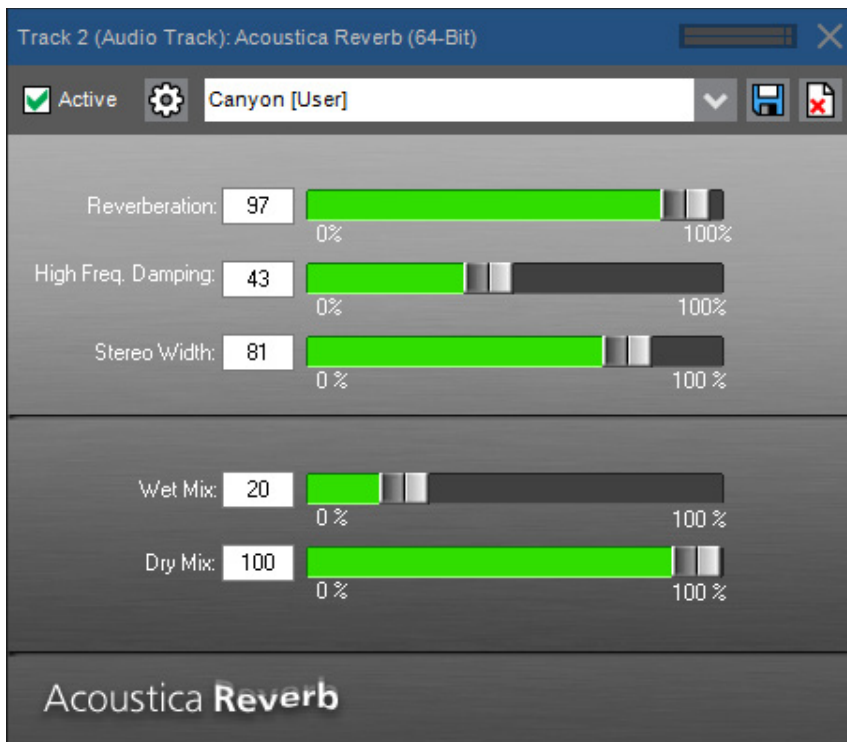 Track 2 (Audio Track): Acoustica Reverb (64-Bit)
Active Canyon [User]
Reverberation: 97
0% 100%
High Freq. Damping: 43
0% 100%
Stereo Width: 81
0 % 100 %
Wet Mix: 20
0 % 100 %
Dry Mix: 100
0 % 100 %
Acoustica Reverb